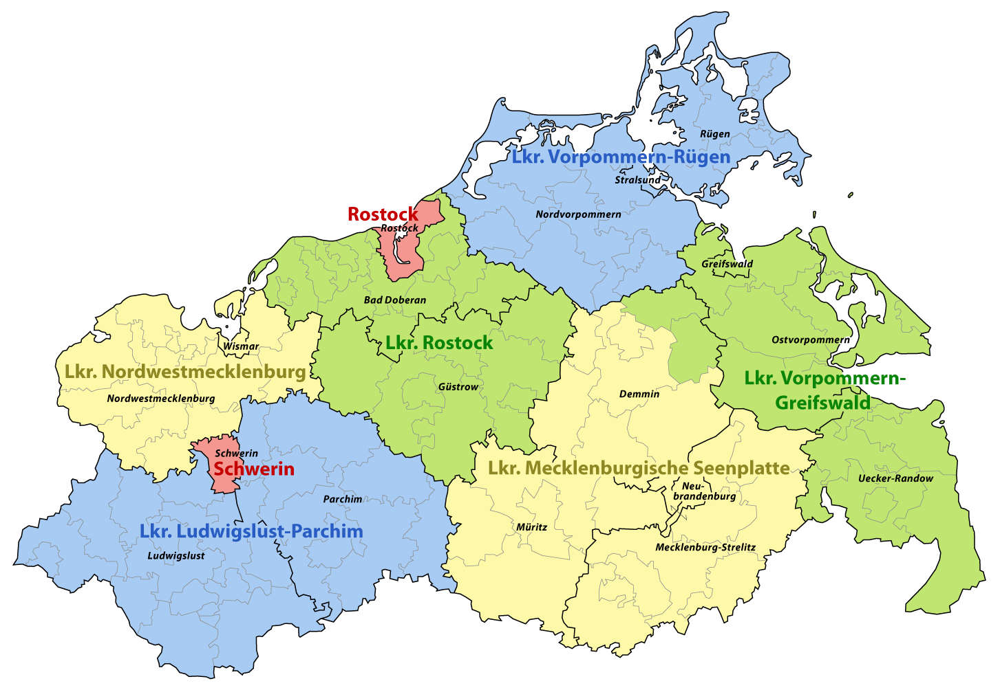 Rügen
Lkr. Vorpommern-Rügen
Stralsund
Nordvorpommern
Rostock
Rostock
Greifswald
Bad Doberan
Ostvorpommern
Lkr. Rostock
Wismar
Lkr. Nordwestmecklenburg
Lkr. Vorpommern-
Greifswald
Güstrow
Demmin
Nordwestmecklenburg
Schwerin
Schwerin
Lkr. Mecklenburgische Seenplatte
Uecker-Randow
Neu-
brandenburg
Parchim
Müritz
Lkr. Ludwigslust-Parchim
Mecklenburg-Strelitz
Ludwigslust